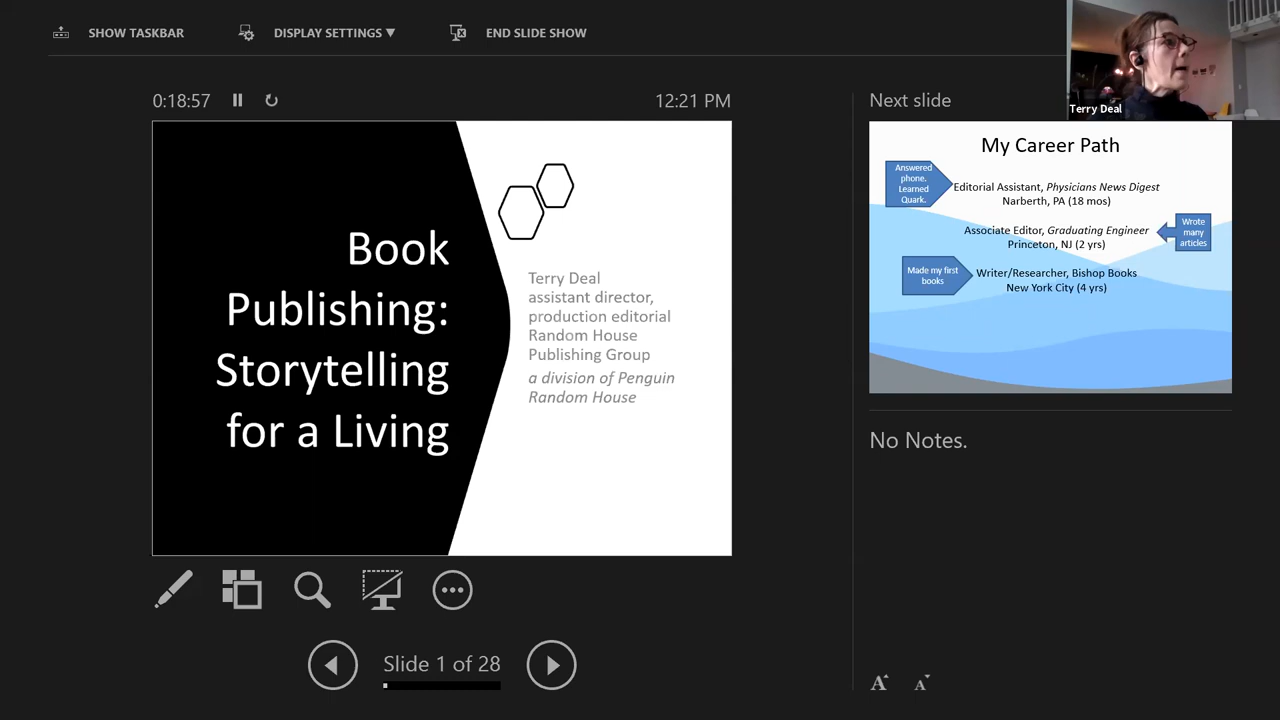 SHOW TASKBAR
DISPLAY SETTINGS ▼
END SLIDE SHOW
0:18:57
12:21 PM
Book
Publishing:
Storytelling
for a Living
Terry Deal
assistant director,
production editorial
Random House
Publishing Group
a division of Penguin
Random House
Slide 1 of 28
Next slide
Terry Deal
My Career Path
Answered
phone.
Learned
Quark.
Editorial Assistant, Physicians News Digest
Narberth, PA (18 mos)
Associate Editor, Graduating Engineer
Princeton, NJ (2 yrs)
Wrote
many
articles
Made my first
books
Writer/Researcher, Bishop Books
New York City (4 yrs)
No Notes.
A A